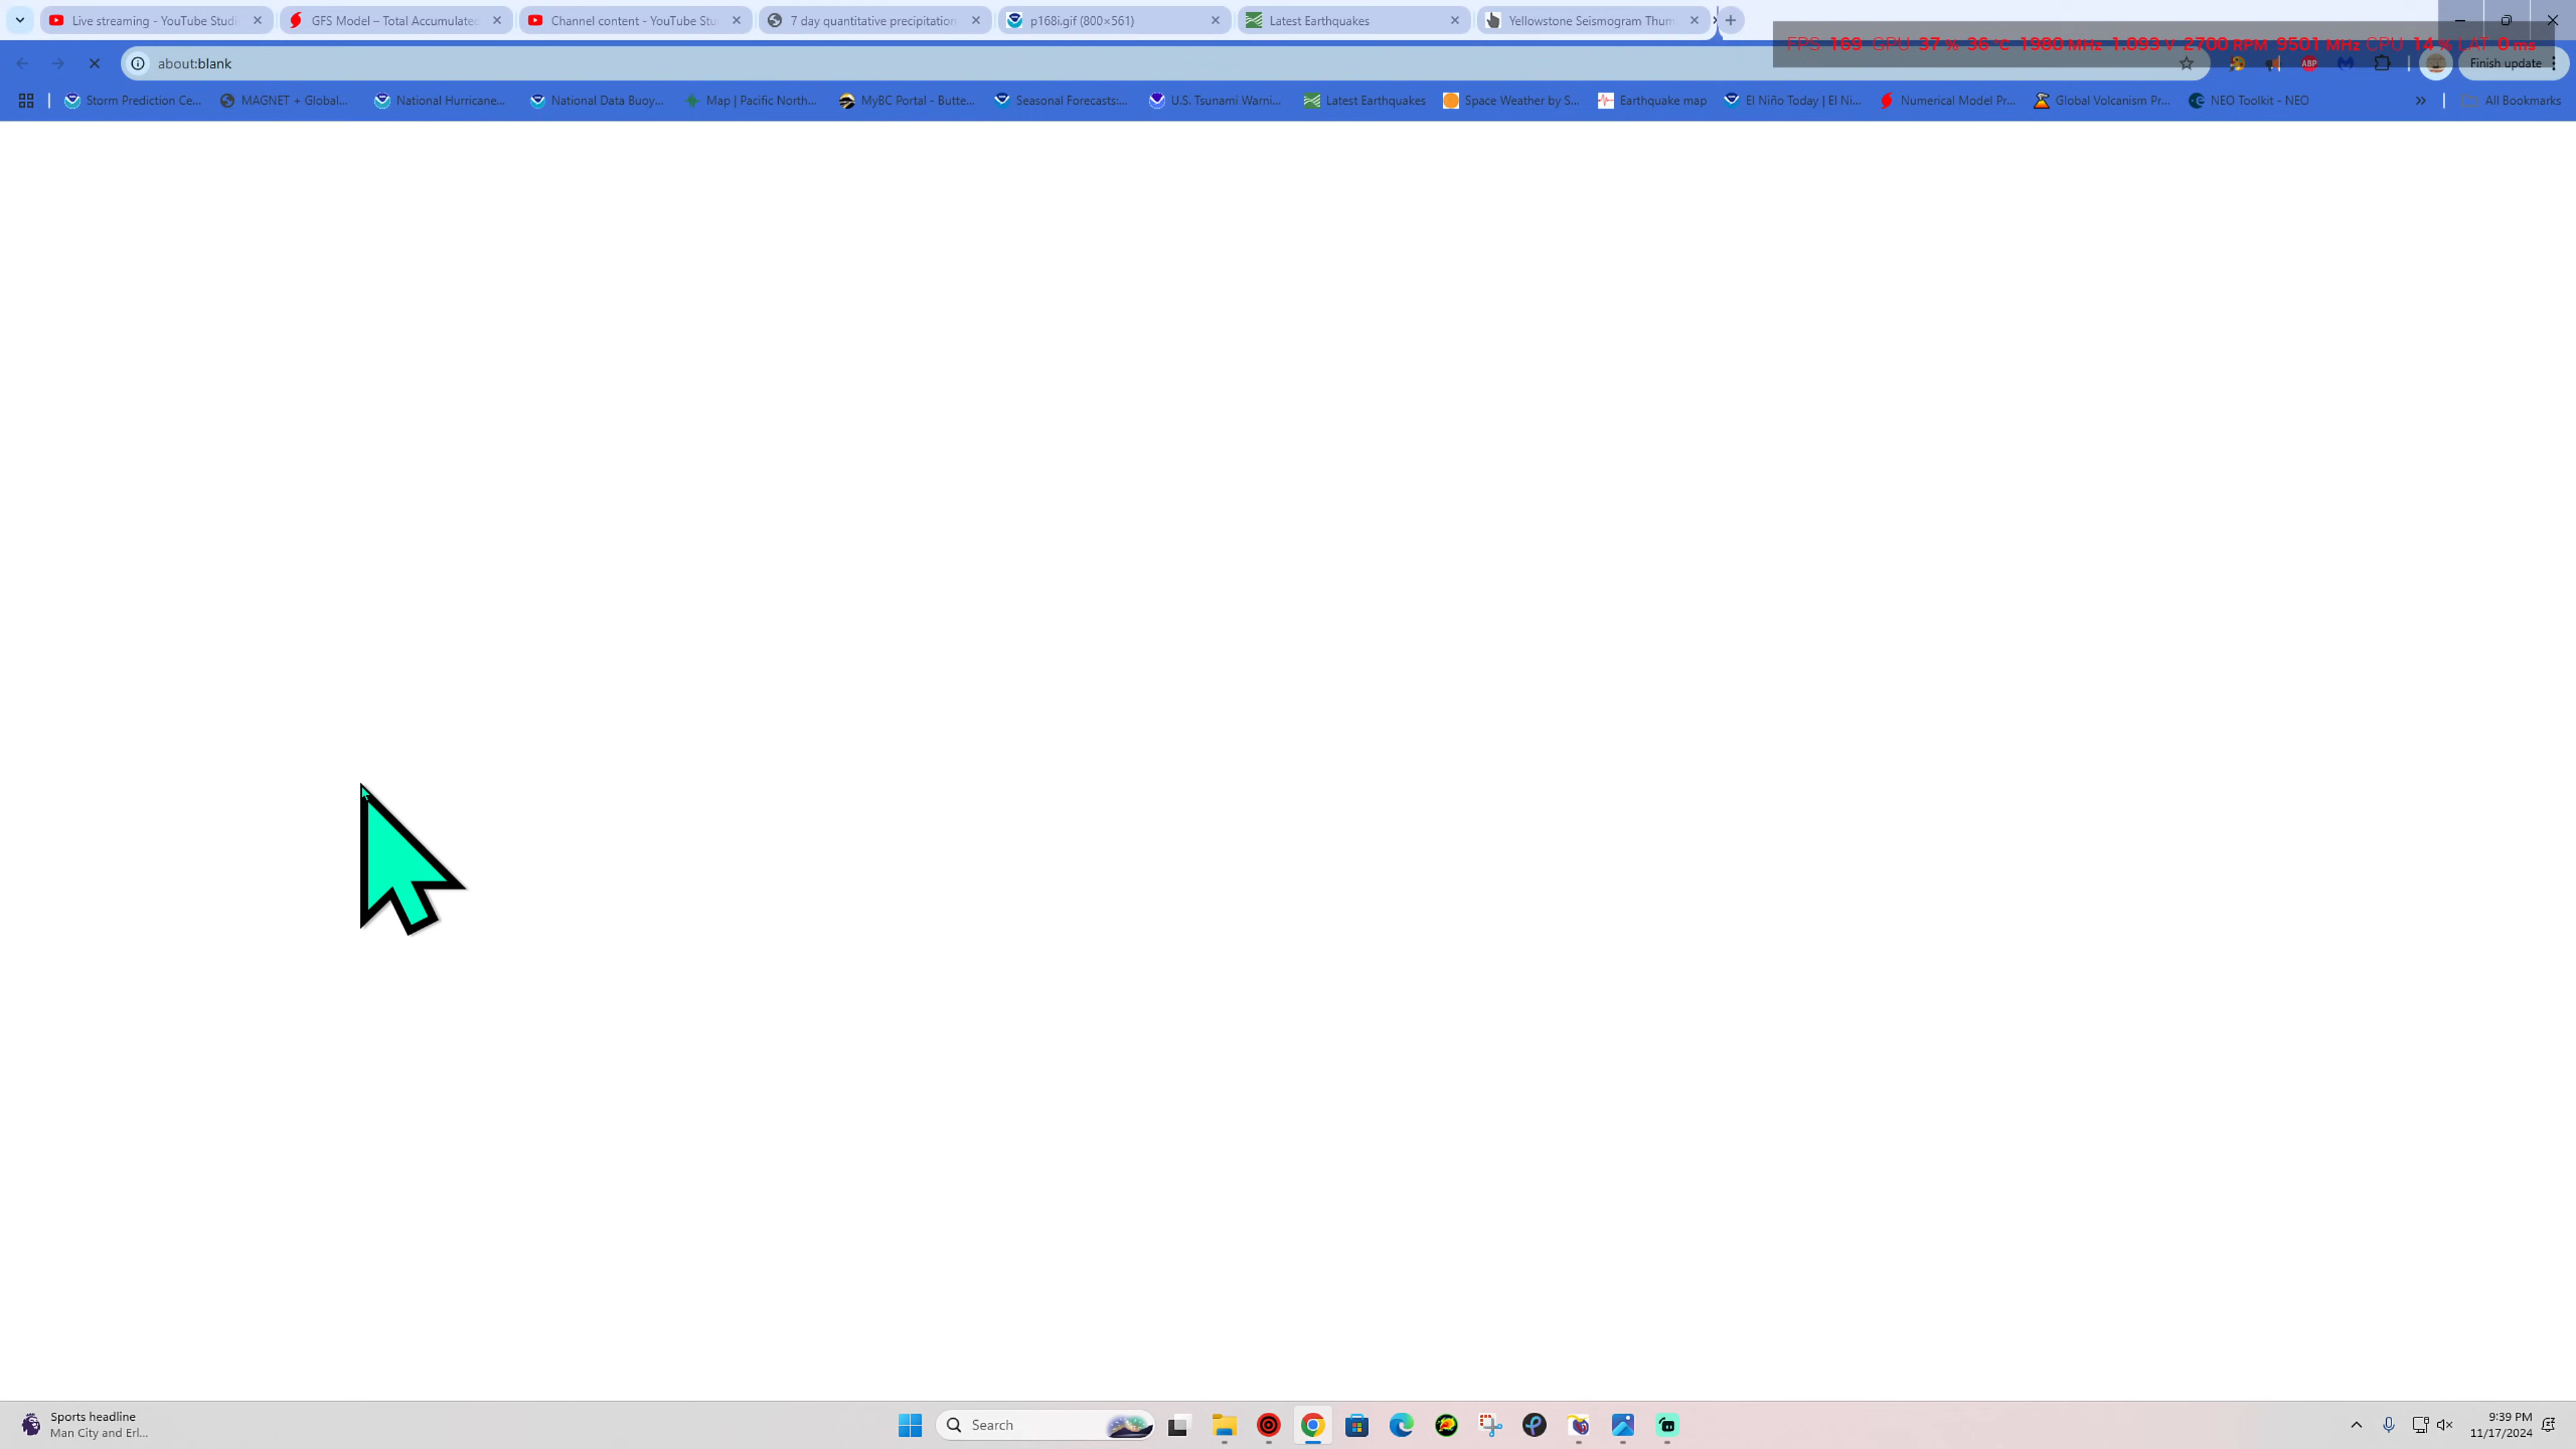 Live streaming - YouTube Studi
GFS Model – Total Accumulated
Channel content - YouTube Stu
7 day quantitative precipitation
p168i.gif (800×561)
Latest Earthquakes
Yellowstone Seismogram Thum
FPS 169 GPU 37 % 36 °C 1980 MHz 1.093 V 2700 RPM 9501 MHz CPU 14 % LAT 0 ms
about:blank
ABP
Finish update
Storm Prediction Ce...
MAGNET + Global...
National Hurricane...
National Data Buoy...
Map | Pacific North...
MyBC Portal - Butte...
Seasonal Forecasts:...
U.S. Tsunami Warni...
Latest Earthquakes
Space Weather by S...
Earthquake map
El Niño Today | El Ni...
Numerical Model Pr...
Global Volcanism Pr...
NEO Toolkit - NEO
All Bookmarks
Sports headline
Man City and Erl...
Search
9:39 PM
11/17/2024